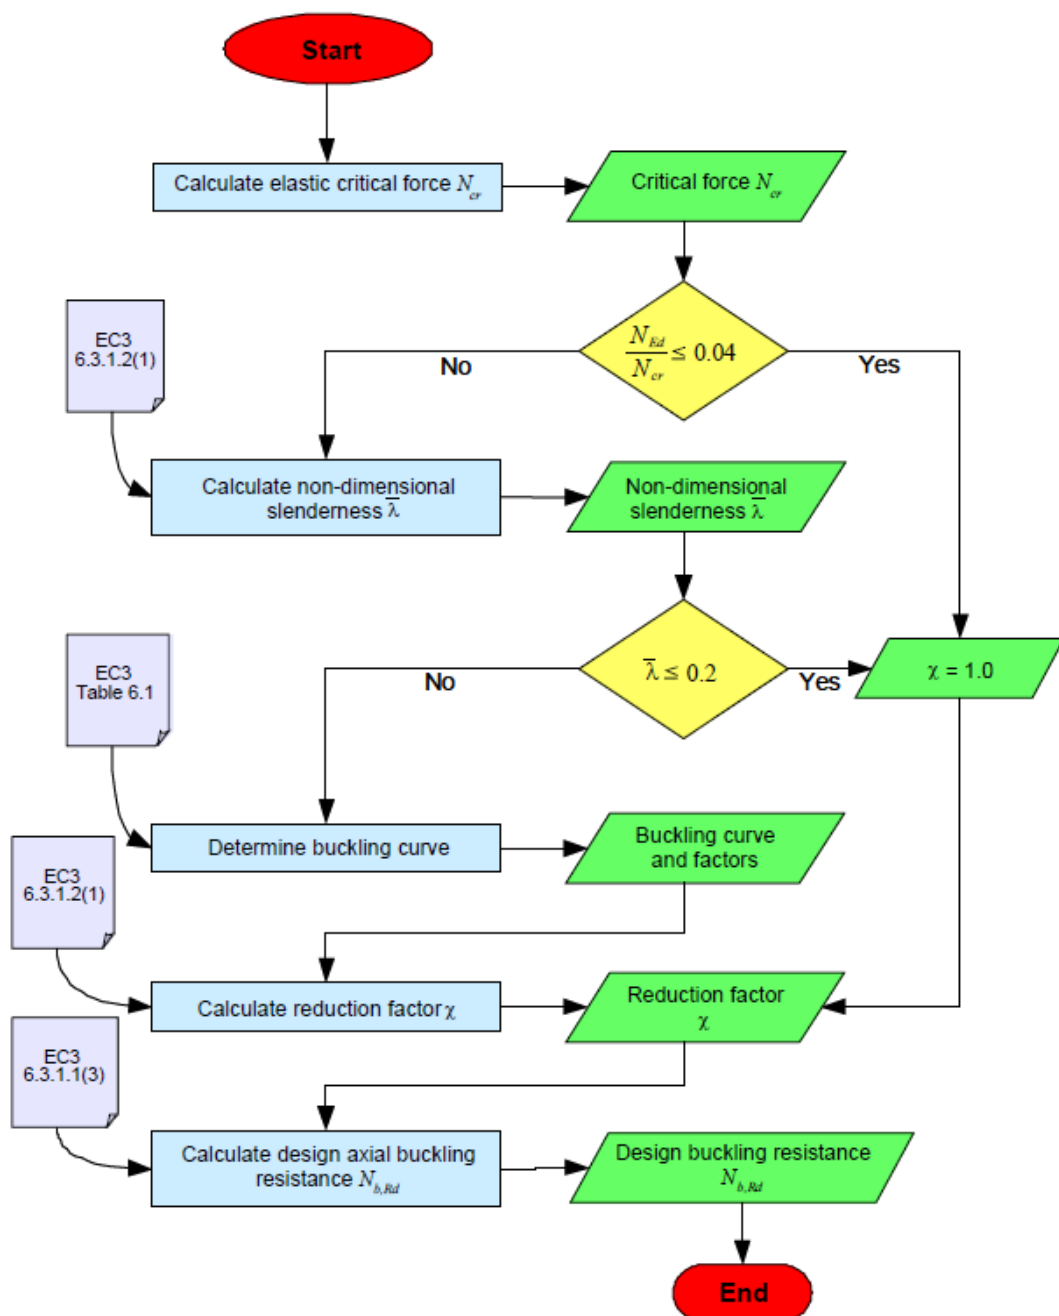 Start
Calculate elastic critical force N_cr
Critical force N_cr
EC3
6.3.1.2(1)
N_Ed / N_cr ≤ 0.04
No
Yes
Calculate non-dimensional
slenderness λ̅
Non-dimensional
slenderness λ̅
EC3
Table 6.1
λ̅ ≤ 0.2
No
Yes
χ = 1.0
Determine buckling curve
Buckling curve
and factors
EC3
6.3.1.2(1)
Calculate reduction factor χ
Reduction factor
χ
EC3
6.3.1.1(3)
Calculate design axial buckling
resistance N_b,Rd
Design buckling resistance
N_b,Rd
End